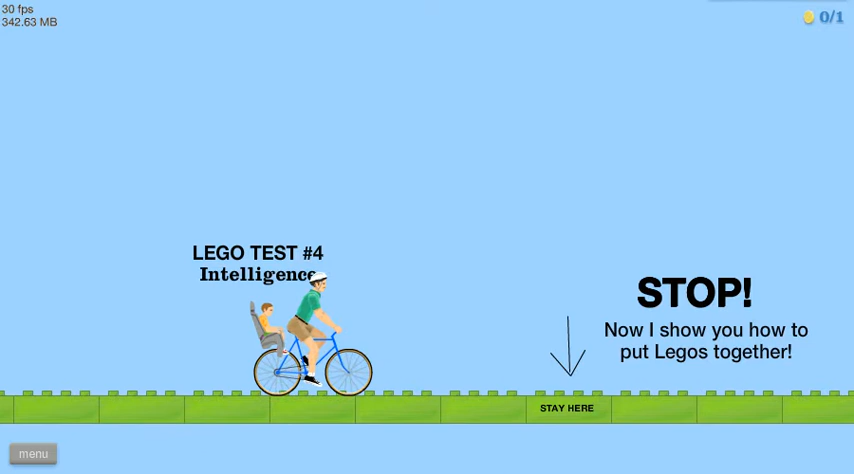 30 fps
342.63 MB
0/1
LEGO TEST #4
Intelligence
STOP!
Now I show you how to
put Legos together!
STAY HERE
menu